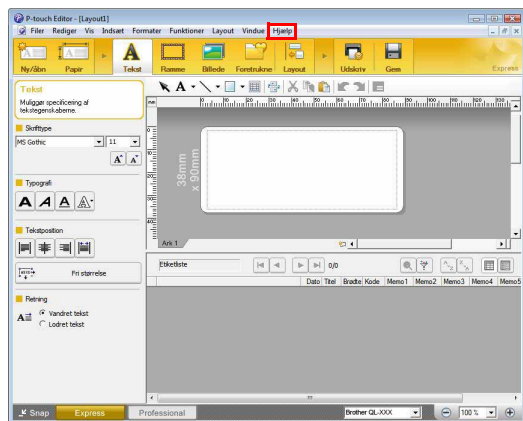 P-touch Editor - [Layout1]
Filer Rediger Vis Indsæt Formater Funktioner Layout Vindue Hjælp
Ny/åbn Papir Tekst Ramme Billede Foretrukne Layout Udskriv Gem Express
Tekst
Muliggør specificering af
tekstegenskaberne.
Skrifttype
MS Gothic 11
Typografi
Tekstposition
Fri størrelse
Retning
Vandret tekst
Lodret tekst
mm
38mm
x 90mm
Ark 1
Etiketliste 0/0
Dato Titel Brødte Kode Memo1 Memo2 Memo3 Memo4 Memo5
Snap Express Professional Brother QL-XXX 100 %